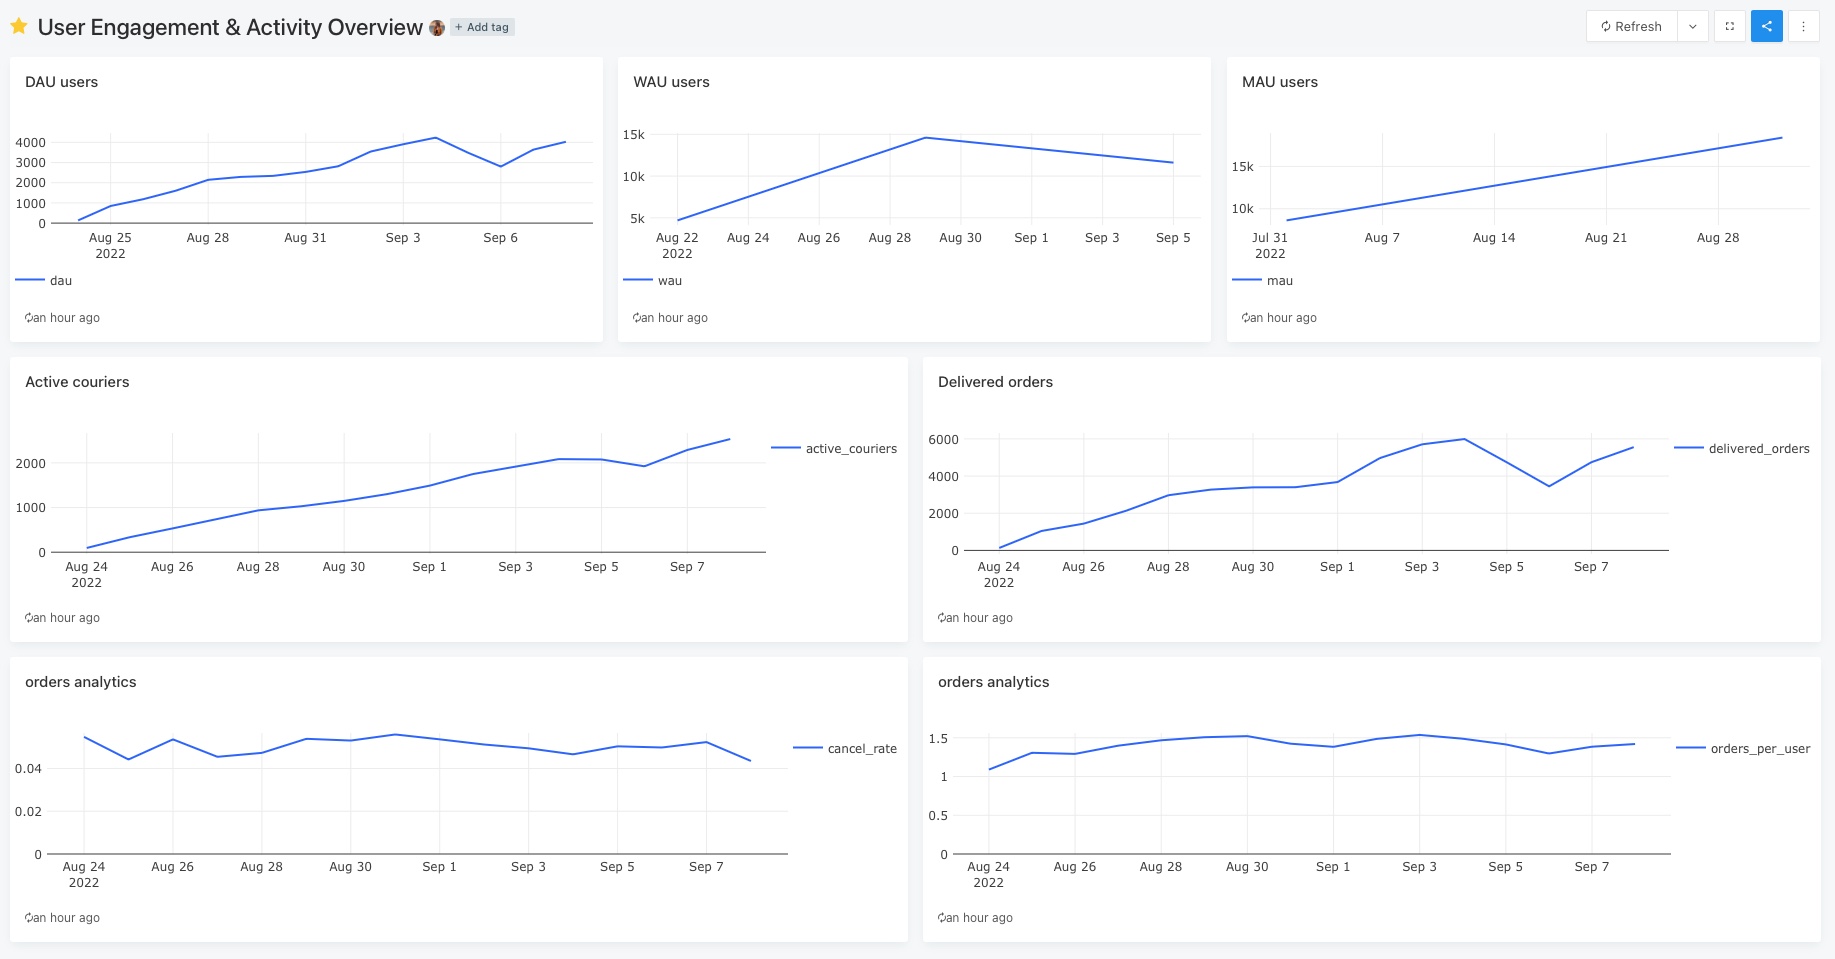 User Engagement & Activity Overview + Add tag Refresh
DAU users
4000
3000
2000
1000
0
Aug 25 Aug 28 Aug 31 Sep 3 Sep 6
2022
dau
an hour ago
WAU users
15k
10k
5k
Aug 22 Aug 24 Aug 26 Aug 28 Aug 30 Sep 1 Sep 3 Sep 5
2022
wau
an hour ago
MAU users
15k
10k
Jul 31 Aug 7 Aug 14 Aug 21 Aug 28
2022
mau
an hour ago
Active couriers
active_couriers
2000
1000
0
Aug 24 Aug 26 Aug 28 Aug 30 Sep 1 Sep 3 Sep 5 Sep 7
2022
an hour ago
Delivered orders
6000
delivered_orders
4000
2000
0
Aug 24 Aug 26 Aug 28 Aug 30 Sep 1 Sep 3 Sep 5 Sep 7
2022
an hour ago
orders analytics
cancel_rate
0.04
0.02
0
Aug 24 Aug 26 Aug 28 Aug 30 Sep 1 Sep 3 Sep 5 Sep 7
2022
an hour ago
orders analytics
1.5
orders_per_user
1
0.5
0
Aug 24 Aug 26 Aug 28 Aug 30 Sep 1 Sep 3 Sep 5 Sep 7
2022
an hour ago